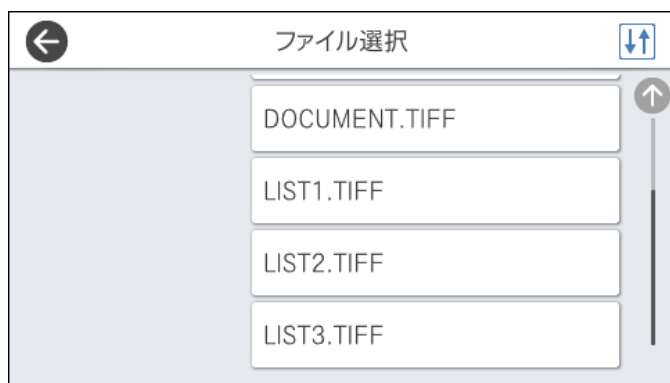 ファイル選択
DOCUMENT.TIFF
LIST1.TIFF
LIST2.TIFF
LIST3.TIFF